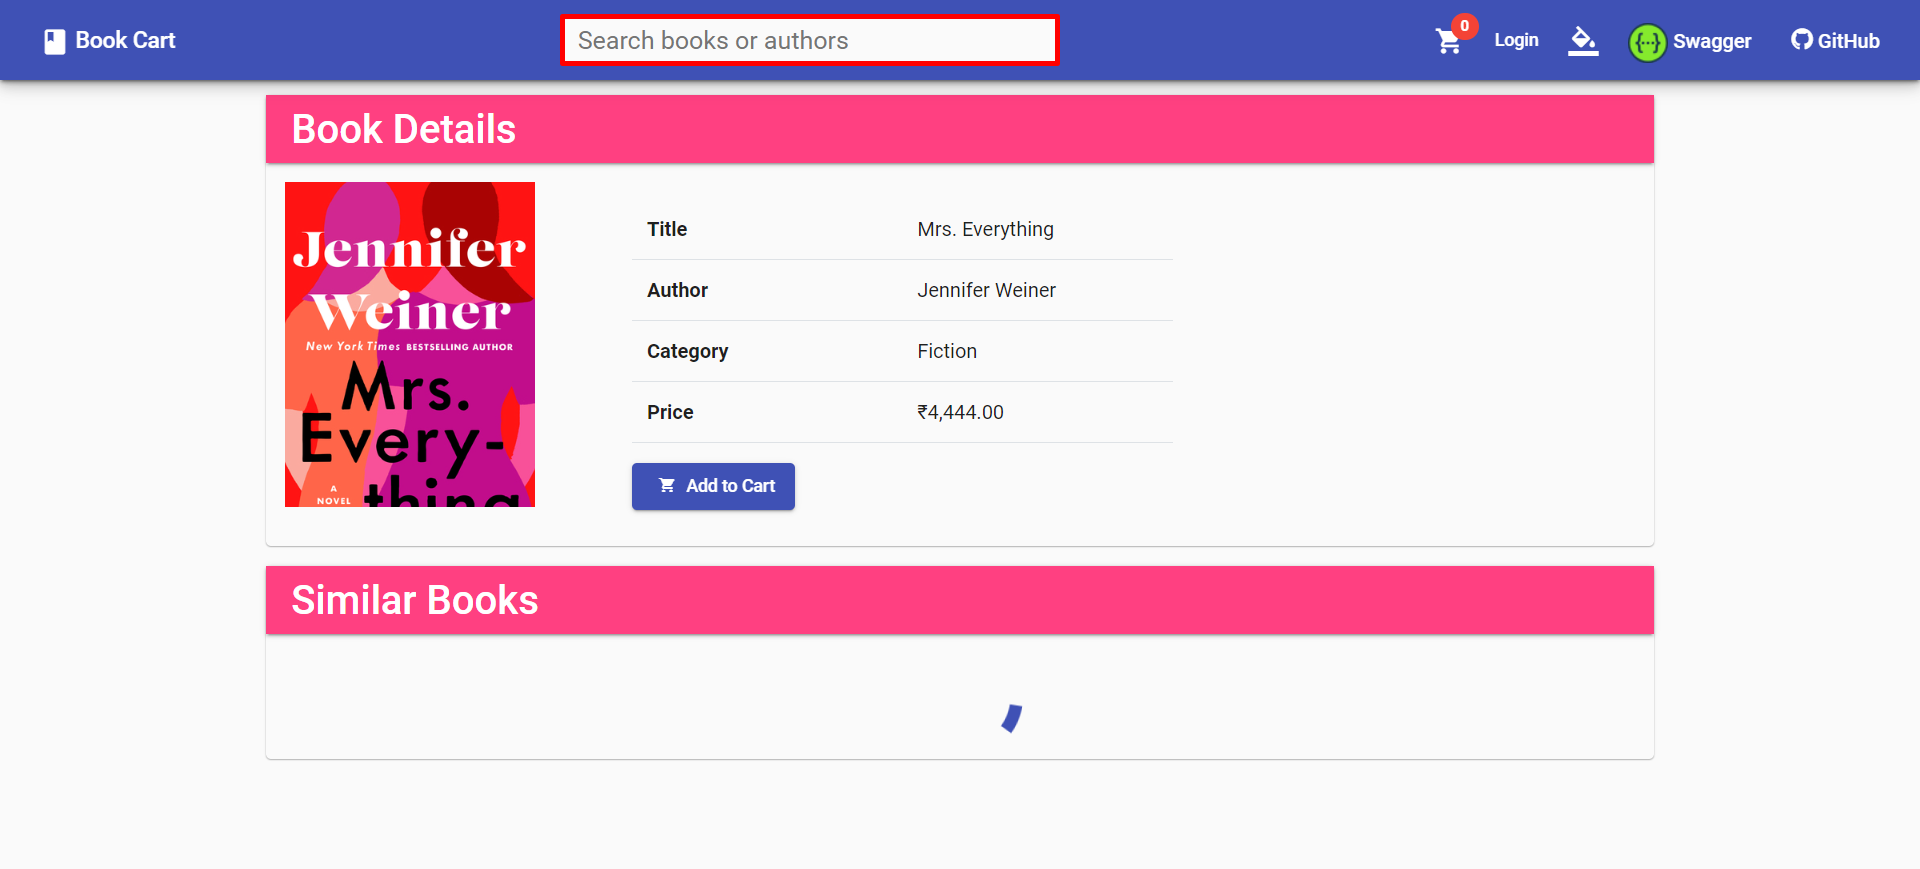 Book Cart
Search books or authors
0
Login
Swagger
GitHub
Book Details
Jennifer
Weiner
New York Times BESTSELLING AUTHOR
Mrs.
Every-
thing
A
NOVEL
Title Mrs. Everything
Author Jennifer Weiner
Category Fiction
Price ₹4,444.00
Add to Cart
Similar Books